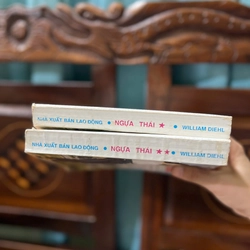 NHÀ XUẤT BẢN LAO ĐỘNG ● NGỰA THÁI ★ ● WILLIAM DIEHL
NHÀ XUẤT BẢN LAO ĐỘNG ● NGỰA THÁI ★★ ● WILLIAM DIEHL